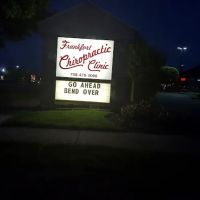 Frankfort
Chiropractic
Clinic
GO AHEAD
BEND OVER